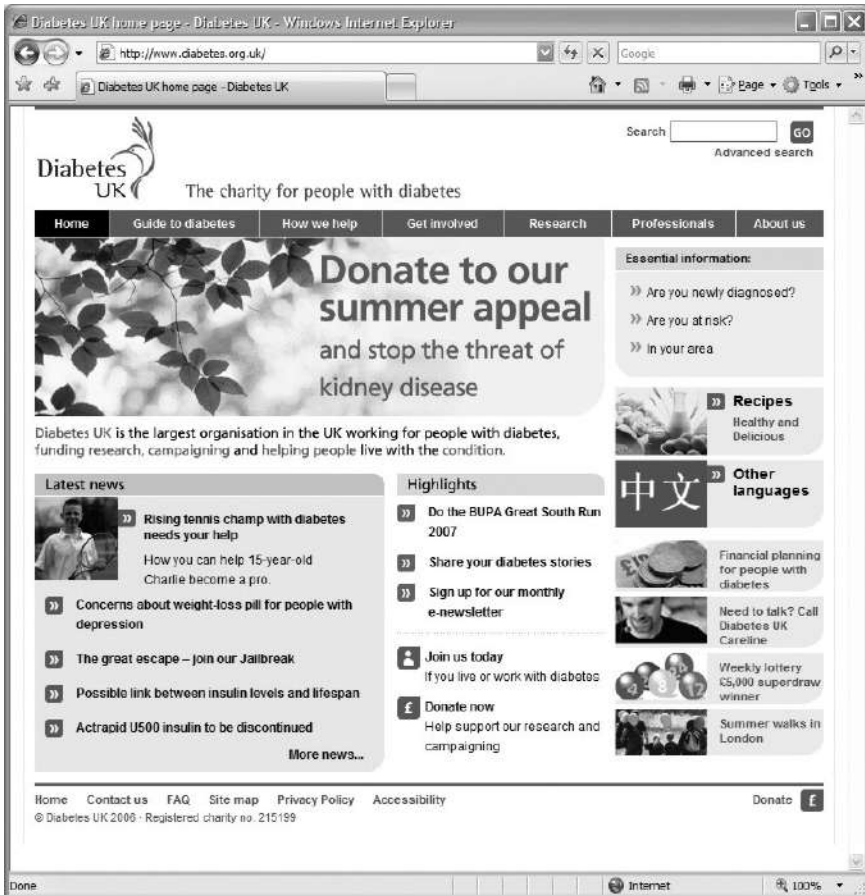 Diabetes UK home page - Diabetes UK - Windows Internet Explorer
http://www.diabetes.org.uk/
Google
Diabetes UK home page - Diabetes UK
Page
Tools
Search
GO
Advanced search
Diabetes
UK
The charity for people with diabetes
Home
Guide to diabetes
How we help
Get involved
Research
Professionals
About us
Donate to our
summer appeal
and stop the threat of
kidney disease
Essential information:
Are you newly diagnosed?
Are you at risk?
In your area
Recipes
Healthy and
Delicious
中文
Other
languages
Diabetes UK is the largest organisation in the UK working for people with diabetes,
funding research, campaigning and helping people live with the condition.
Latest news
Rising tennis champ with diabetes
needs your help
How you can help 15-year-old
Charlie become a pro.
Concerns about weight-loss pill for people with
depression
The great escape – join our Jailbreak
Possible link between insulin levels and lifespan
Actrapid U500 insulin to be discontinued
More news...
Highlights
Do the BUPA Great South Run
2007
Share your diabetes stories
Sign up for our monthly
e-newsletter
Join us today
If you live or work with diabetes
£
Donate now
Help support our research and
campaigning
Financial planning
for people with
diabetes
Need to talk? Call
Diabetes UK
Careline
Weekly lottery
£5,000 superdraw
winner
Summer walks in
London
Home
Contact us
FAQ
Site map
Privacy Policy
Accessibility
Donate £
© Diabetes UK 2006 · Registered charity no. 215199
Done
Internet
100%